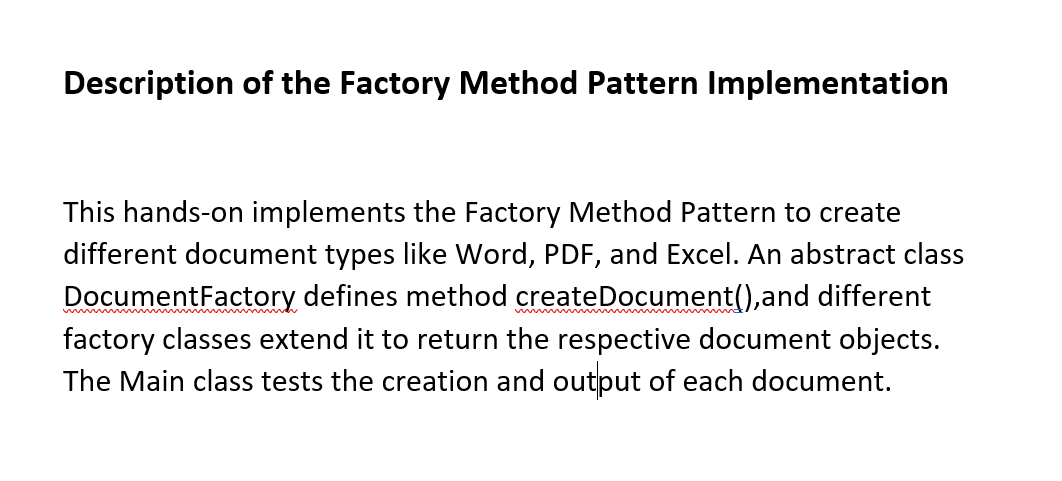 Description of the Factory Method Pattern Implementation
This hands-on implements the Factory Method Pattern to create
different document types like Word, PDF, and Excel. An abstract class
DocumentFactory defines method createDocument(),and different
factory classes extend it to return the respective document objects.
The Main class tests the creation and output of each document.